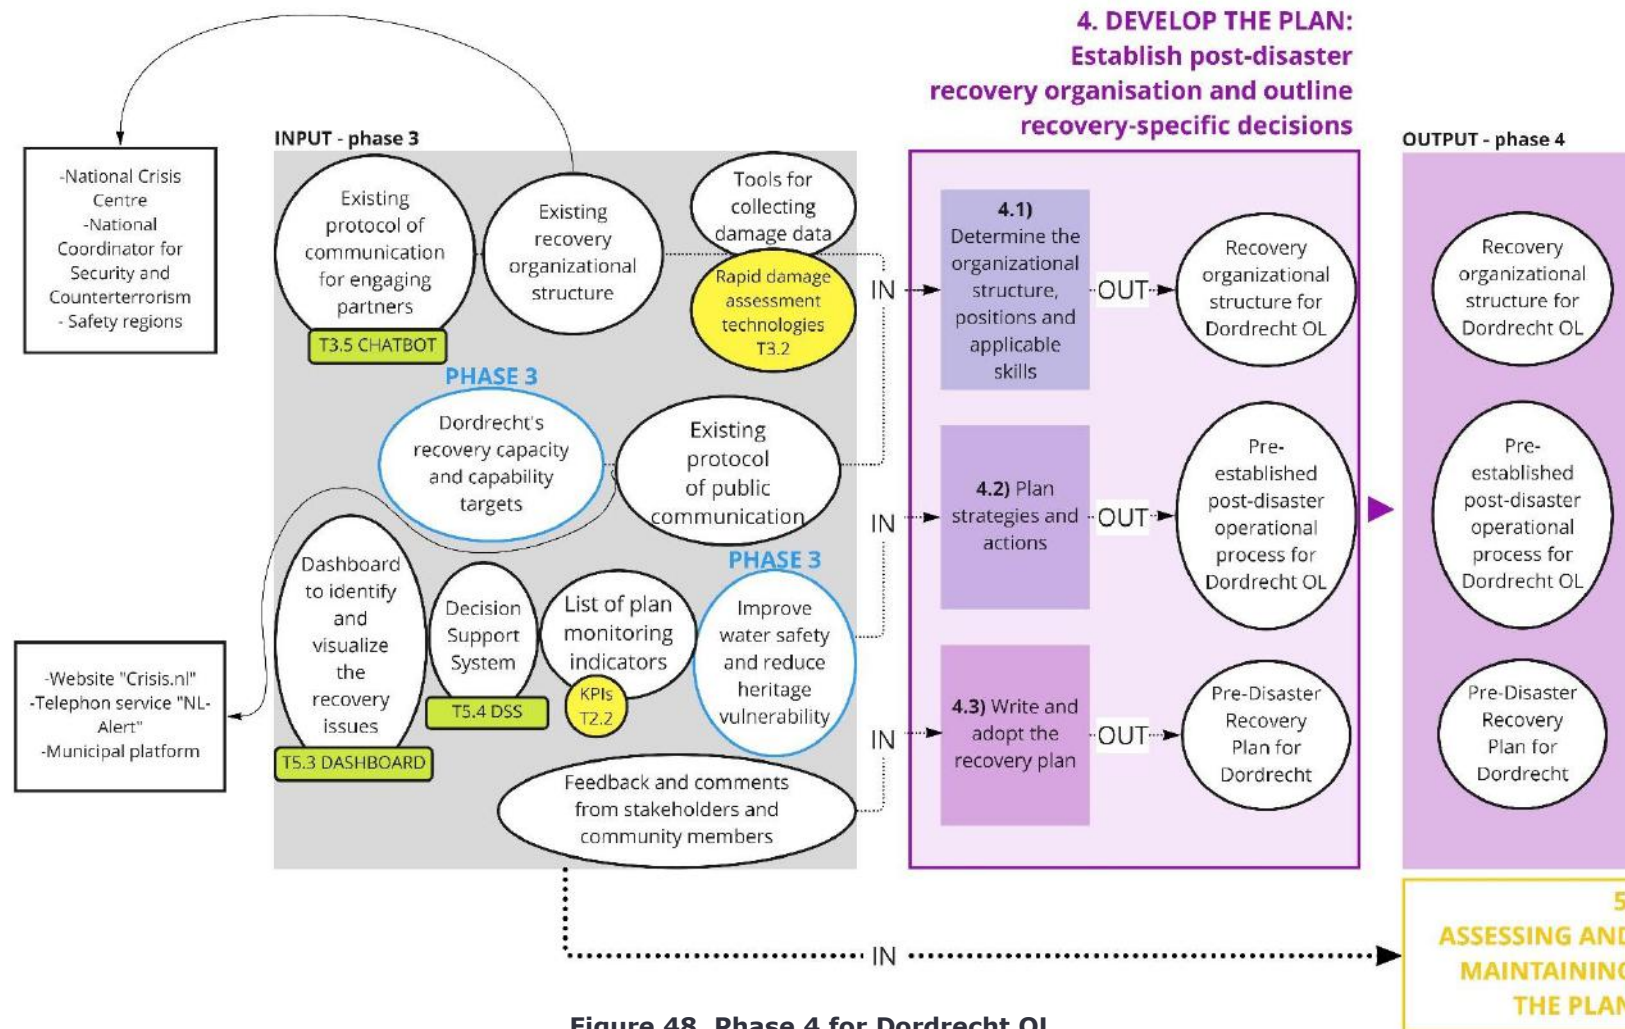 4. DEVELOP THE PLAN:
Establish post-disaster
recovery organisation and outline
recovery-specific decisions
INPUT - phase 3
OUTPUT - phase 4
-National Crisis
Centre
-National
Coordinator for
Security and
Counterterrorism
- Safety regions
Existing
protocol of
communication
for engaging
partners
T3.5 CHATBOT
Existing
recovery
organizational
structure
Tools for
collecting
damage data
Rapid damage
assessment
technologies
T3.2
PHASE 3
Dordrecht's
recovery capacity
and capability
targets
Existing
protocol
of public
communication
-Website "Crisis.nl"
-Telephon service "NL-
Alert"
-Municipal platform
Dashboard
to identify
and
visualize
the
recovery
issues
T5.3 DASHBOARD
Decision
Support
System
T5.4 DSS
List of plan
monitoring
indicators
KPIs
T2.2
PHASE 3
Improve
water safety
and reduce
heritage
vulnerability
Feedback and comments
from stakeholders and
community members
IN
4.1)
Determine the
organizational
structure,
positions and
applicable
skills
OUT
Recovery
organizational
structure for
Dordrecht OL
IN
4.2) Plan
strategies and
actions
OUT
Pre-
established
post-disaster
operational
process for
Dordrecht OL
IN
4.3) Write and
adopt the
recovery plan
OUT
Pre-Disaster
Recovery
Plan for
Dordrecht
Recovery
organizational
structure for
Dordrecht OL
Pre-
established
post-disaster
operational
process for
Dordrecht OL
Pre-Disaster
Recovery
Plan for
Dordrecht
IN
5
ASSESSING AND
MAINTAINING
THE PLAN
Figure 48. Phase 4 for Dordrecht OL